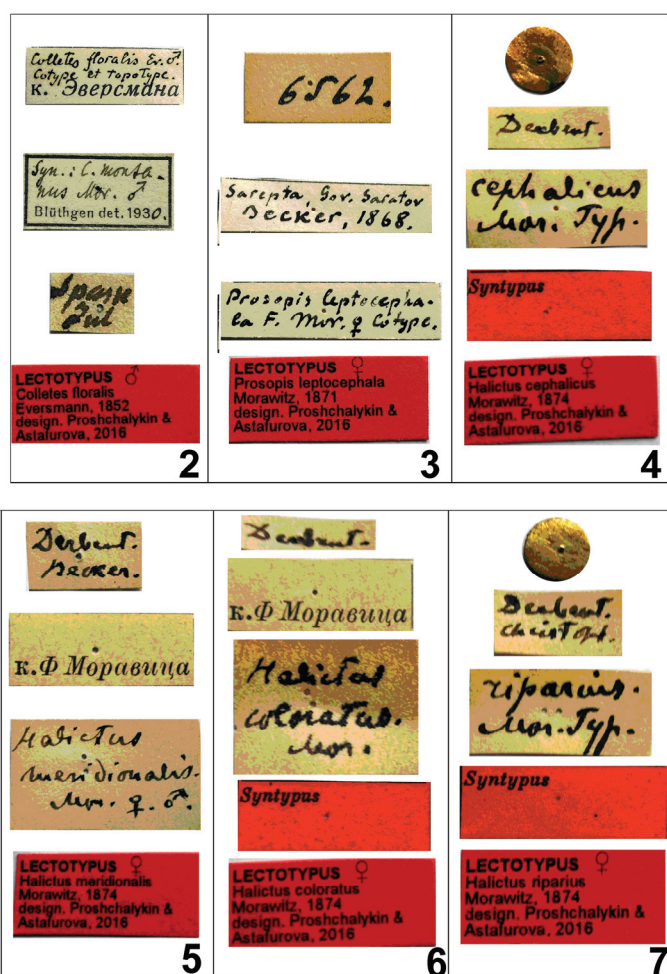 Colletes floralis Ev. ♂.
Cotype et topotype.
к. Эверсмана
Syn.: C. monta-
nus Mor. ♂
Blüthgen det. 1930.
Spask
Jul
LECTOTYPUS ♂
Colletes floralis
Eversmann, 1852
design. Proshchalykin &
Astafurova, 2016
2
6562.
Sarepta, Gov. Saratov
Becker, 1868.
Prosopis leptocepha-
la F. Mor. ♀ Cotype.
LECTOTYPUS ♀
Prosopis leptocephala
Morawitz, 1871
design. Proshchalykin &
Astafurova, 2016
3
Derbent.
cephalicus
Mor. Typ.
Syntypus
LECTOTYPUS ♀
Halictus cephalicus
Morawitz, 1874
design. Proshchalykin &
Astafurova, 2016
4
Derbent.
Becker.
к. Ф Моравица
Halictus
meridionalis.
Mor. ♀. ♂.
LECTOTYPUS ♀
Halictus meridionalis
Morawitz, 1874
design. Proshchalykin &
Astafurova, 2016
5
Derbent.
к. Ф Моравица
Halictus
coloratus.
Mor.
Syntypus
LECTOTYPUS ♀
Halictus coloratus
Morawitz, 1874
design. Proshchalykin &
Astafurova, 2016
6
Derbent.
christoph.
riparius.
Mor. Typ.
Syntypus
LECTOTYPUS ♀
Halictus riparius
Morawitz, 1874
design. Proshchalykin &
Astafurova, 2016
7